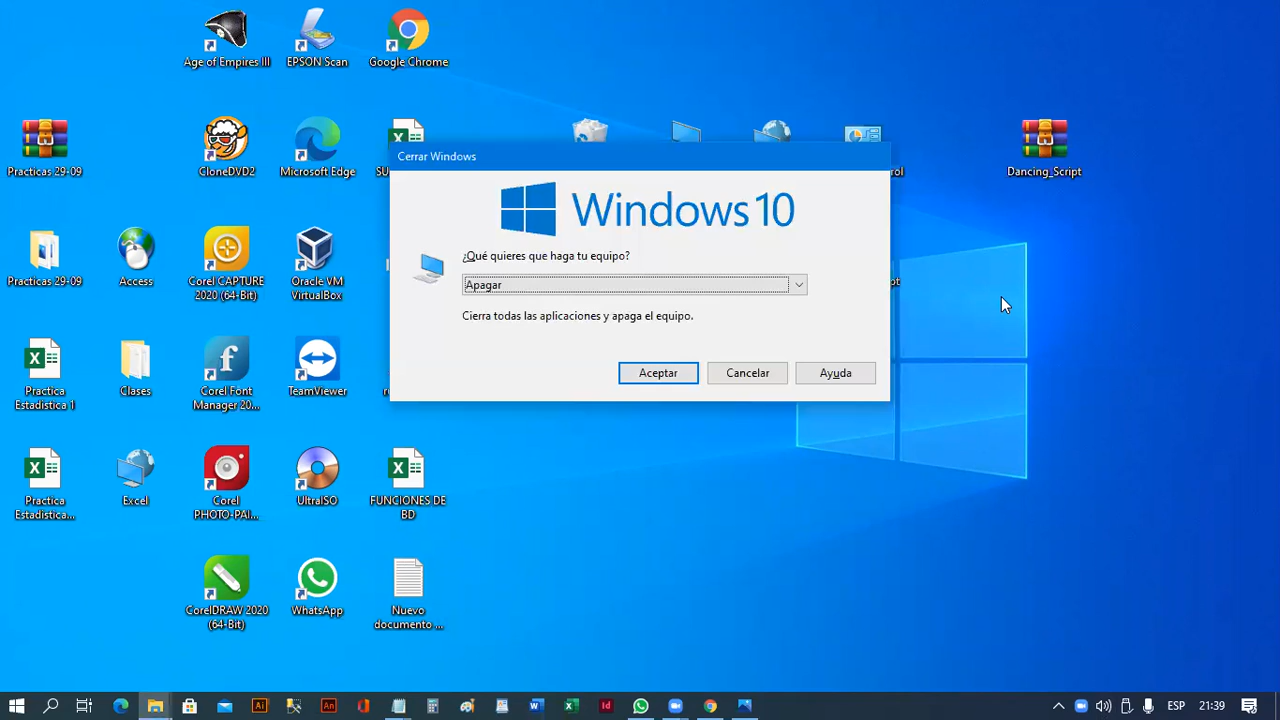 Age of Empires III
EPSON Scan
Google Chrome
Practicas 29-09
CloneDVD2
Microsoft Edge
Dancing_Script
Cerrar Windows
Windows 10
¿Qué quieres que haga tu equipo?
Apagar
Cierra todas las aplicaciones y apaga el equipo.
Aceptar
Cancelar
Ayuda
Practicas 29-09
Access
Corel CAPTURE
2020 (64-Bit)
Oracle VM
VirtualBox
Practica
Estadistica 1
Clases
Corel Font
Manager 20...
TeamViewer
Practica
Estadistica...
Excel
Corel
PHOTO-PAI...
UltraISO
FUNCIONES DE
BD
CorelDRAW 2020
(64-Bit)
WhatsApp
Nuevo
documento ...
ESP
21:39